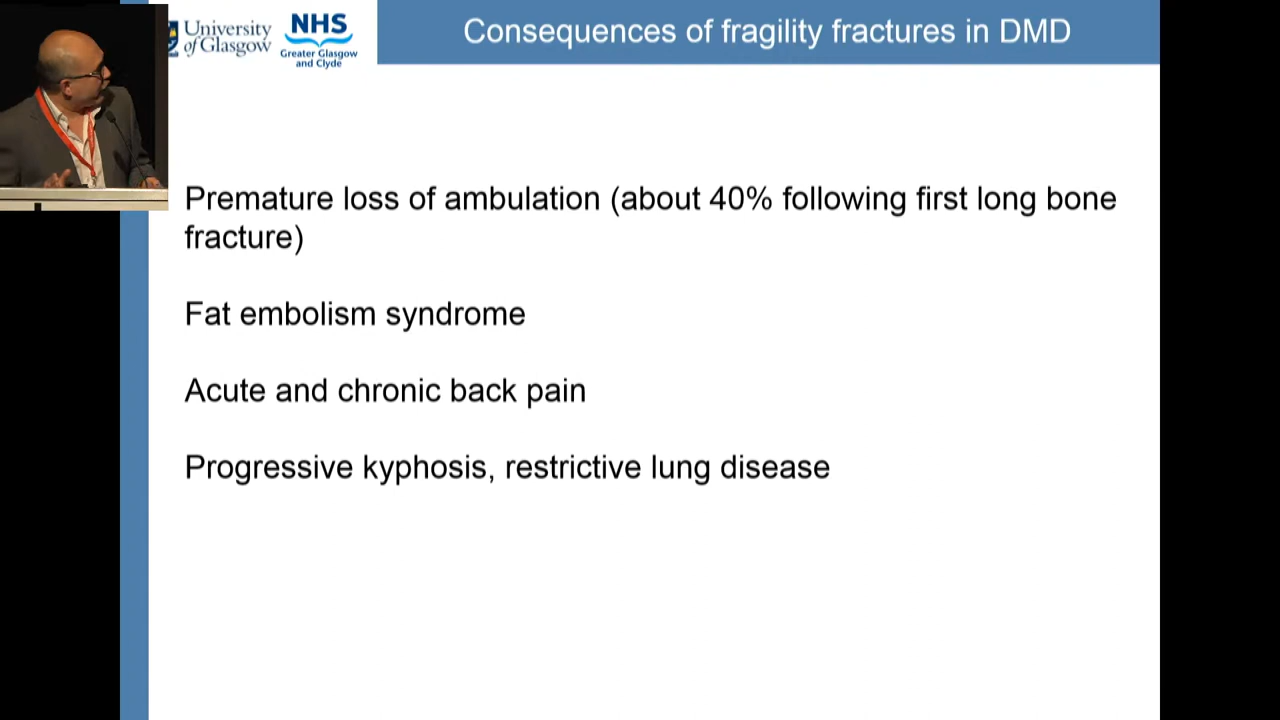 University
of Glasgow
NHS
Greater Glasgow
and Clyde
Consequences of fragility fractures in DMD
Premature loss of ambulation (about 40% following first long bone
fracture)
Fat embolism syndrome
Acute and chronic back pain
Progressive kyphosis, restrictive lung disease